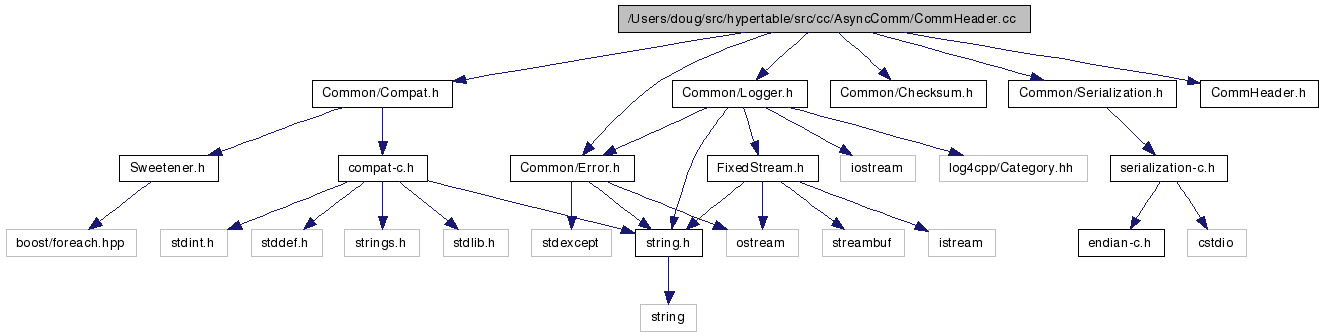 /Users/doug/src/hypertable/src/cc/AsyncComm/CommHeader.cc
Common/Compat.h
Common/Logger.h
Common/Checksum.h
Common/Serialization.h
CommHeader.h
Sweetener.h
compat-c.h
Common/Error.h
FixedStream.h
iostream
log4cpp/Category.hh
serialization-c.h
boost/foreach.hpp
stdint.h
stddef.h
strings.h
stdlib.h
stdexcept
string.h
ostream
streambuf
istream
endian-c.h
cstdio
string